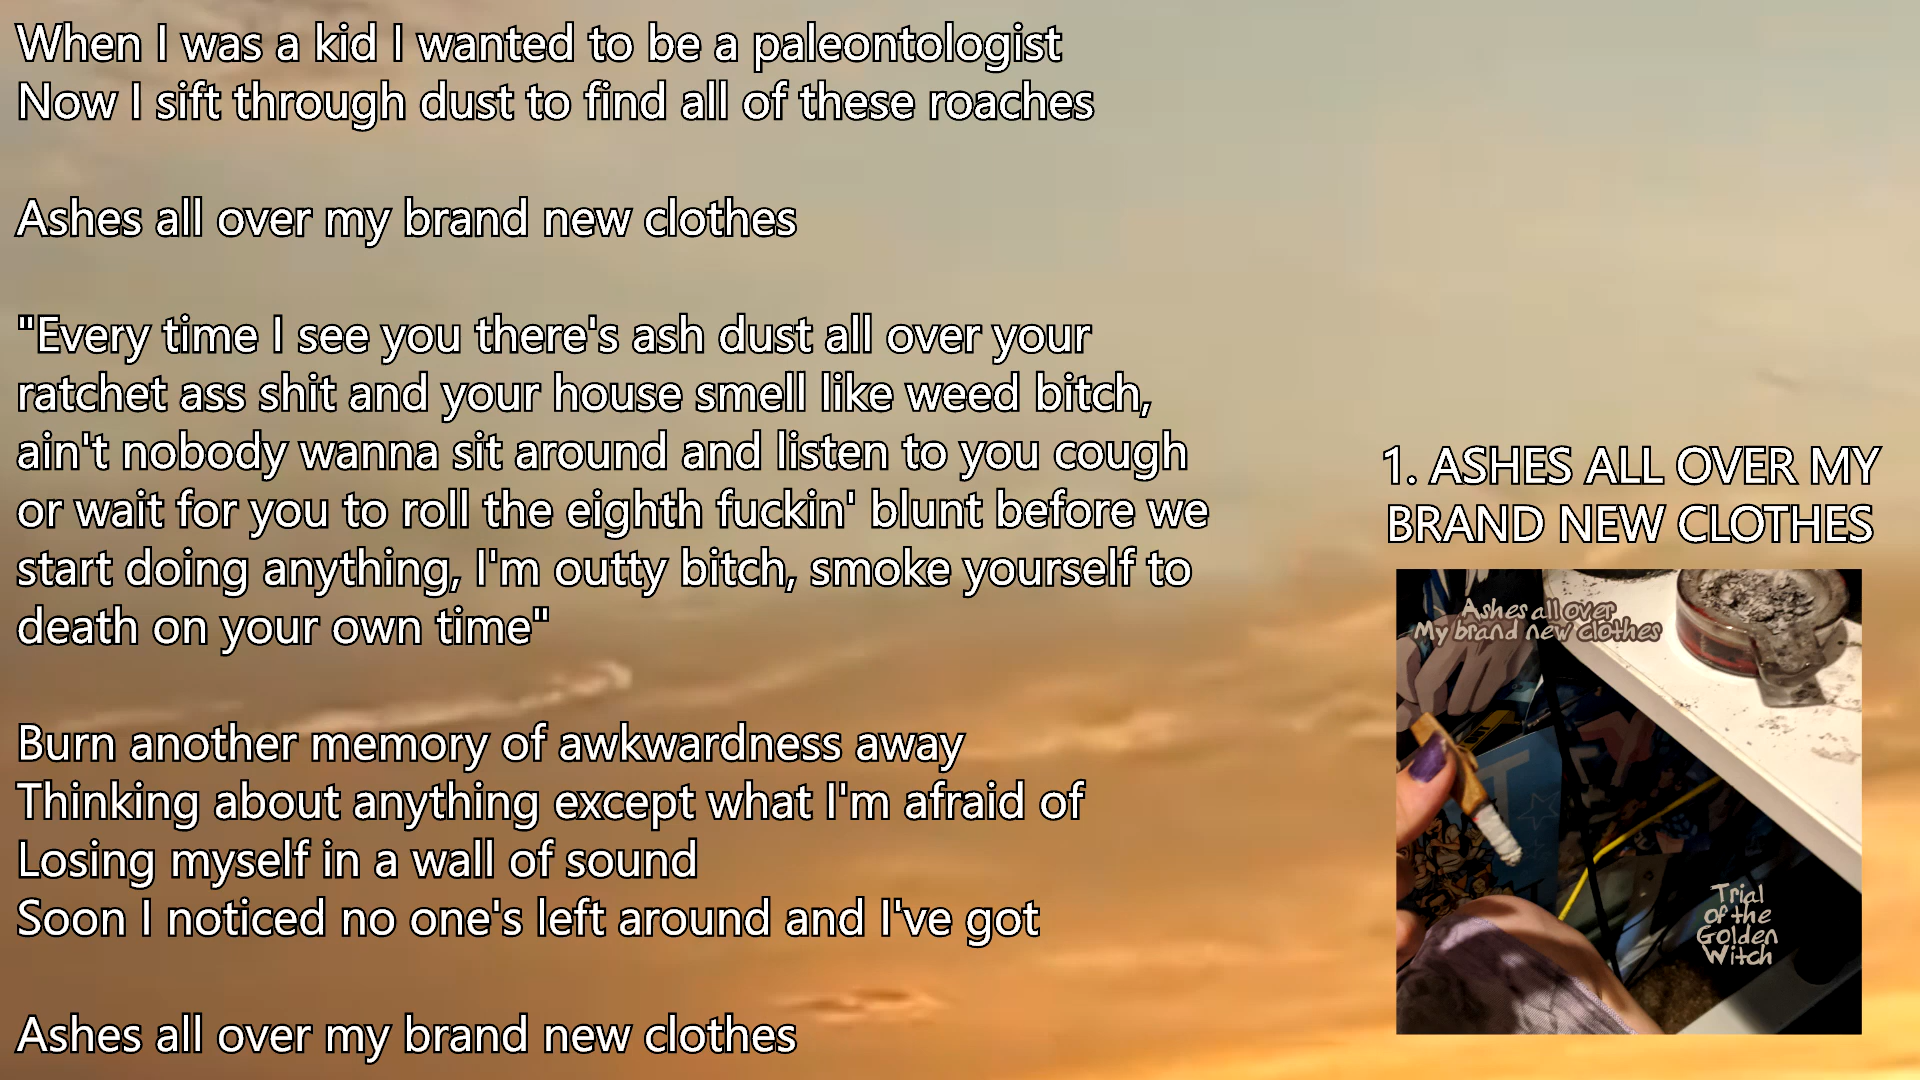 When I was a kid I wanted to be a paleontologist
Now I sift through dust to find all of these roaches
Ashes all over my brand new clothes
"Every time I see you there's ash dust all over your
ratchet ass shit and your house smell like weed bitch,
ain't nobody wanna sit around and listen to you cough
or wait for you to roll the eighth fuckin' blunt before we
start doing anything, I'm outty bitch, smoke yourself to
death on your own time"
Burn another memory of awkwardness away
Thinking about anything except what I'm afraid of
Losing myself in a wall of sound
Soon I noticed no one's left around and I've got
Ashes all over my brand new clothes
1. ASHES ALL OVER MY
BRAND NEW CLOTHES
Ashes all over
My brand new clothes
Trial
of the
Golden
Witch